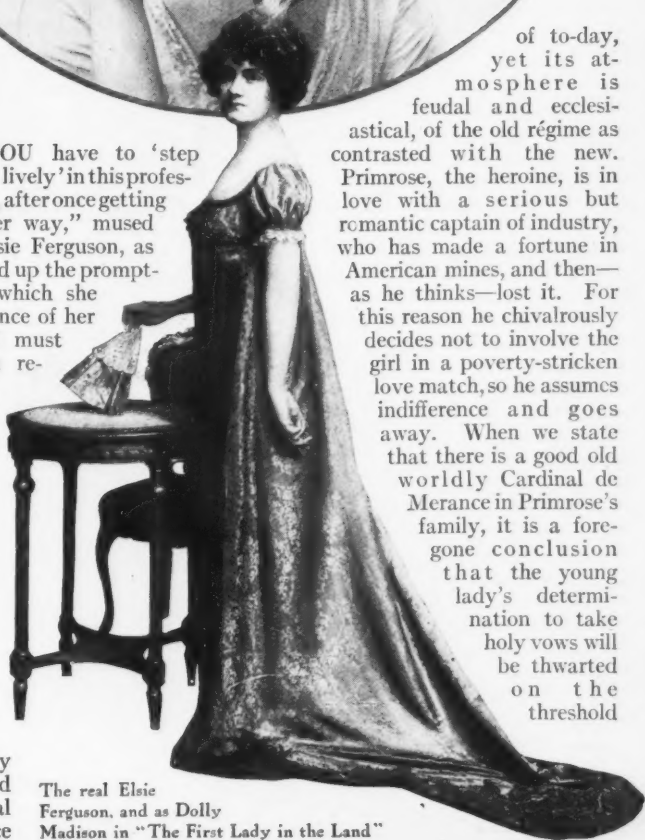 OU have to 'step
lively' in this profes-
after once getting
er way," mused
sie Ferguson, as
d up the prompt-
which she
nce of her
must
re-
y
d
al
ce
of to-day,
yet its at-
mosphere is
feudal and ecclesi-
astical, of the old régime as
contrasted with the new.
Primrose, the heroine, is in
love with a serious but
romantic captain of industry,
who has made a fortune in
American mines, and then—
as he thinks—lost it. For
this reason he chivalrously
decides not to involve the
girl in a poverty-stricken
love match, so he assumes
indifference and goes
away. When we state
that there is a good old
worldly Cardinal de
Merance in Primrose's
family, it is a fore-
gone conclusion
that the young
lady's determi-
nation to take
holy vows will
be thwarted
on the
threshold
The real Elsie
Ferguson, and as Dolly
Madison in "The First Lady in the Land"